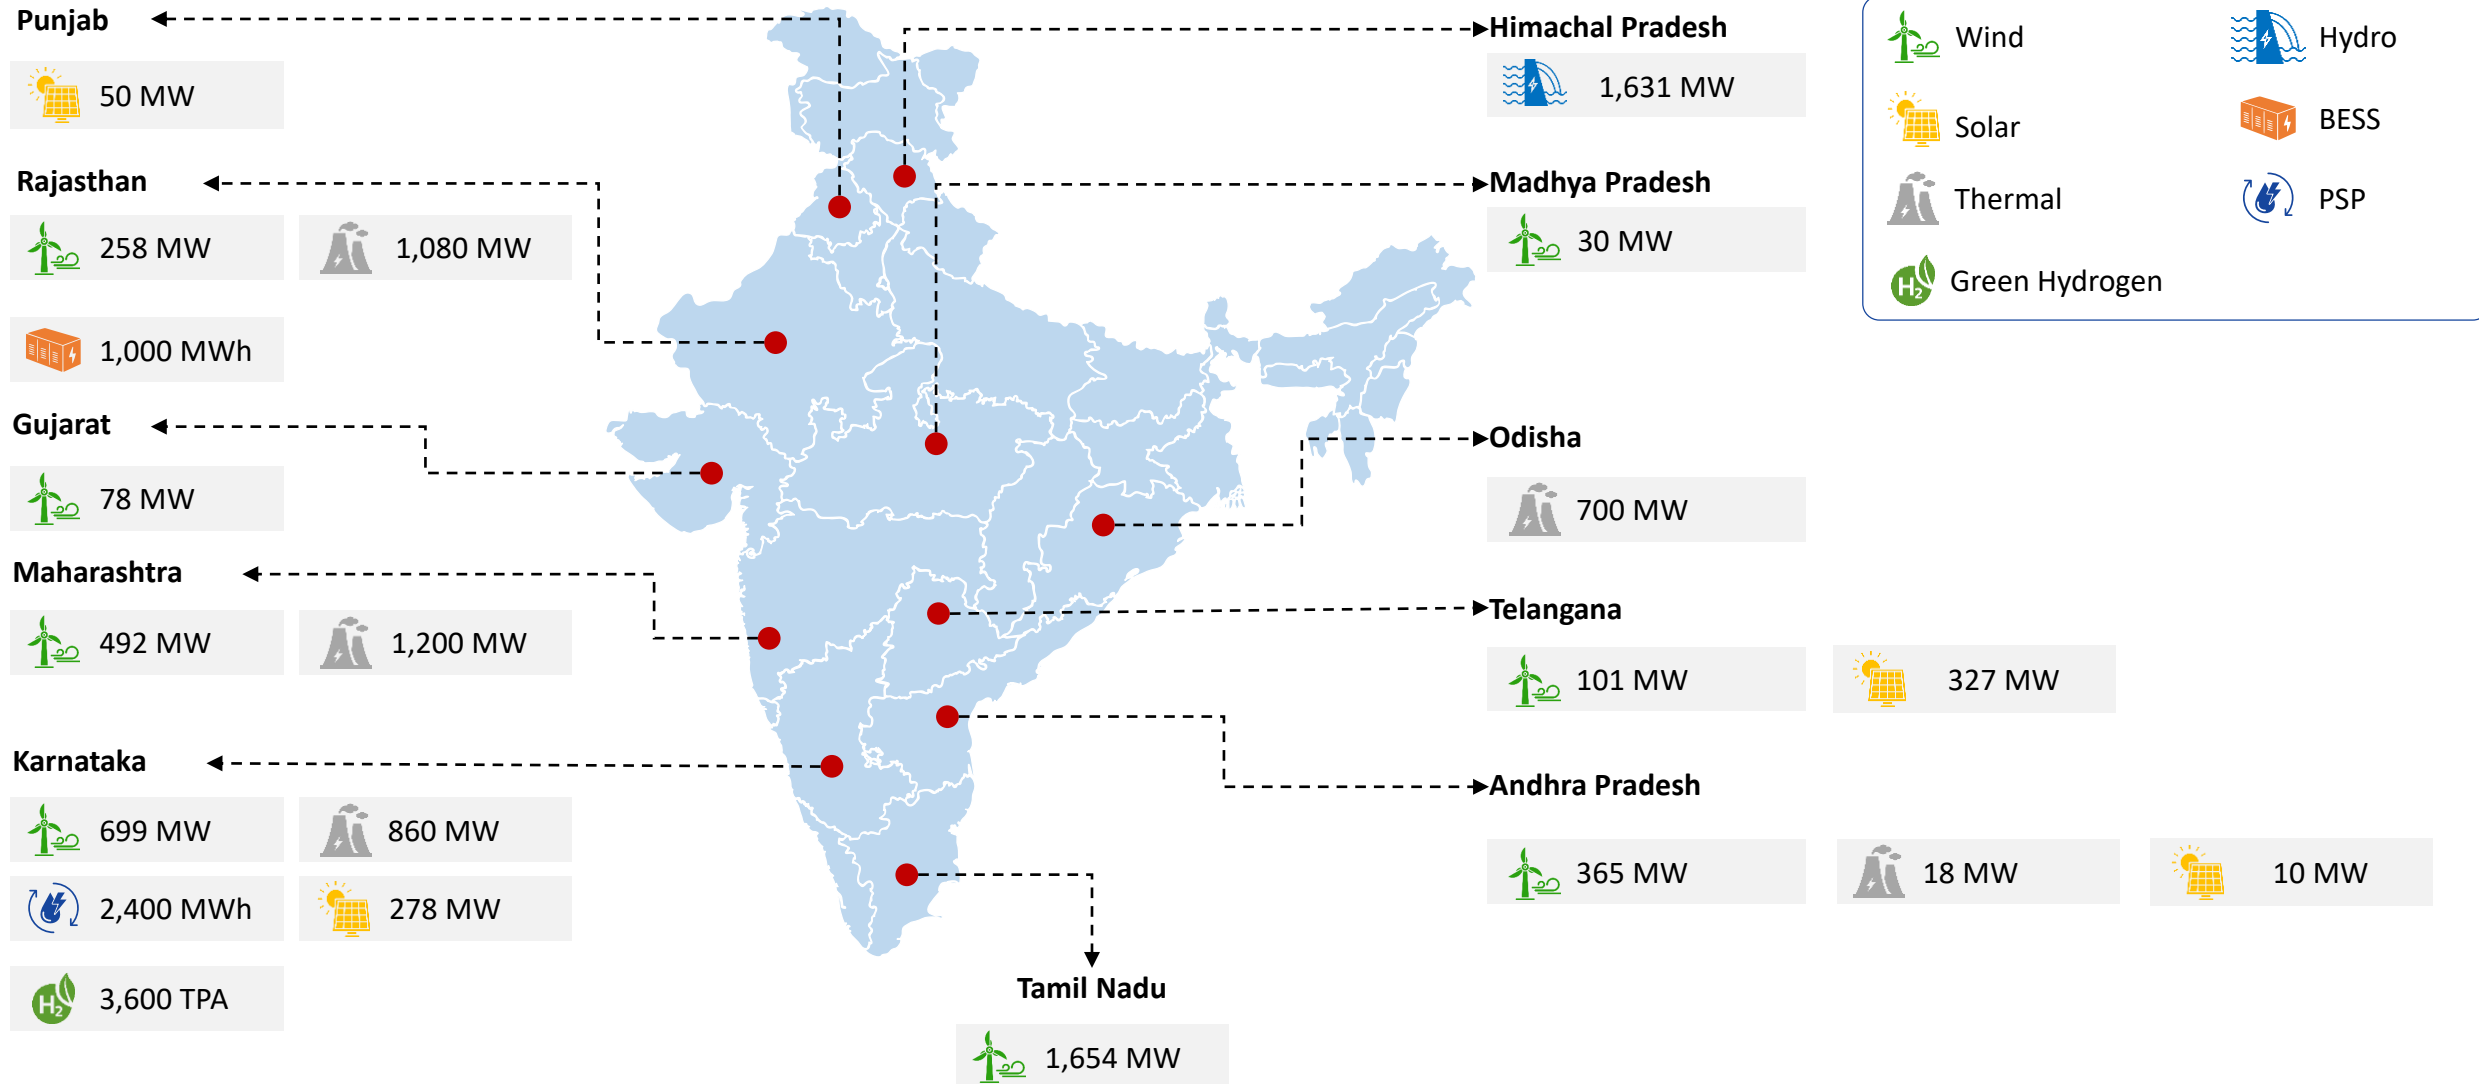 Punjab
50 MW
Rajasthan
258 MW
1,080 MW
1,000 MWh
Gujarat
78 MW
Maharashtra
492 MW
1,200 MW
Karnataka
699 MW
860 MW
2,400 MWh
278 MW
H2
3,600 TPA
Tamil Nadu
1,654 MW
Himachal Pradesh
1,631 MW
Madhya Pradesh
30 MW
Odisha
700 MW
Telangana
101 MW
327 MW
Andhra Pradesh
365 MW
18 MW
10 MW
Wind
Hydro
Solar
BESS
Thermal
PSP
H2
Green Hydrogen